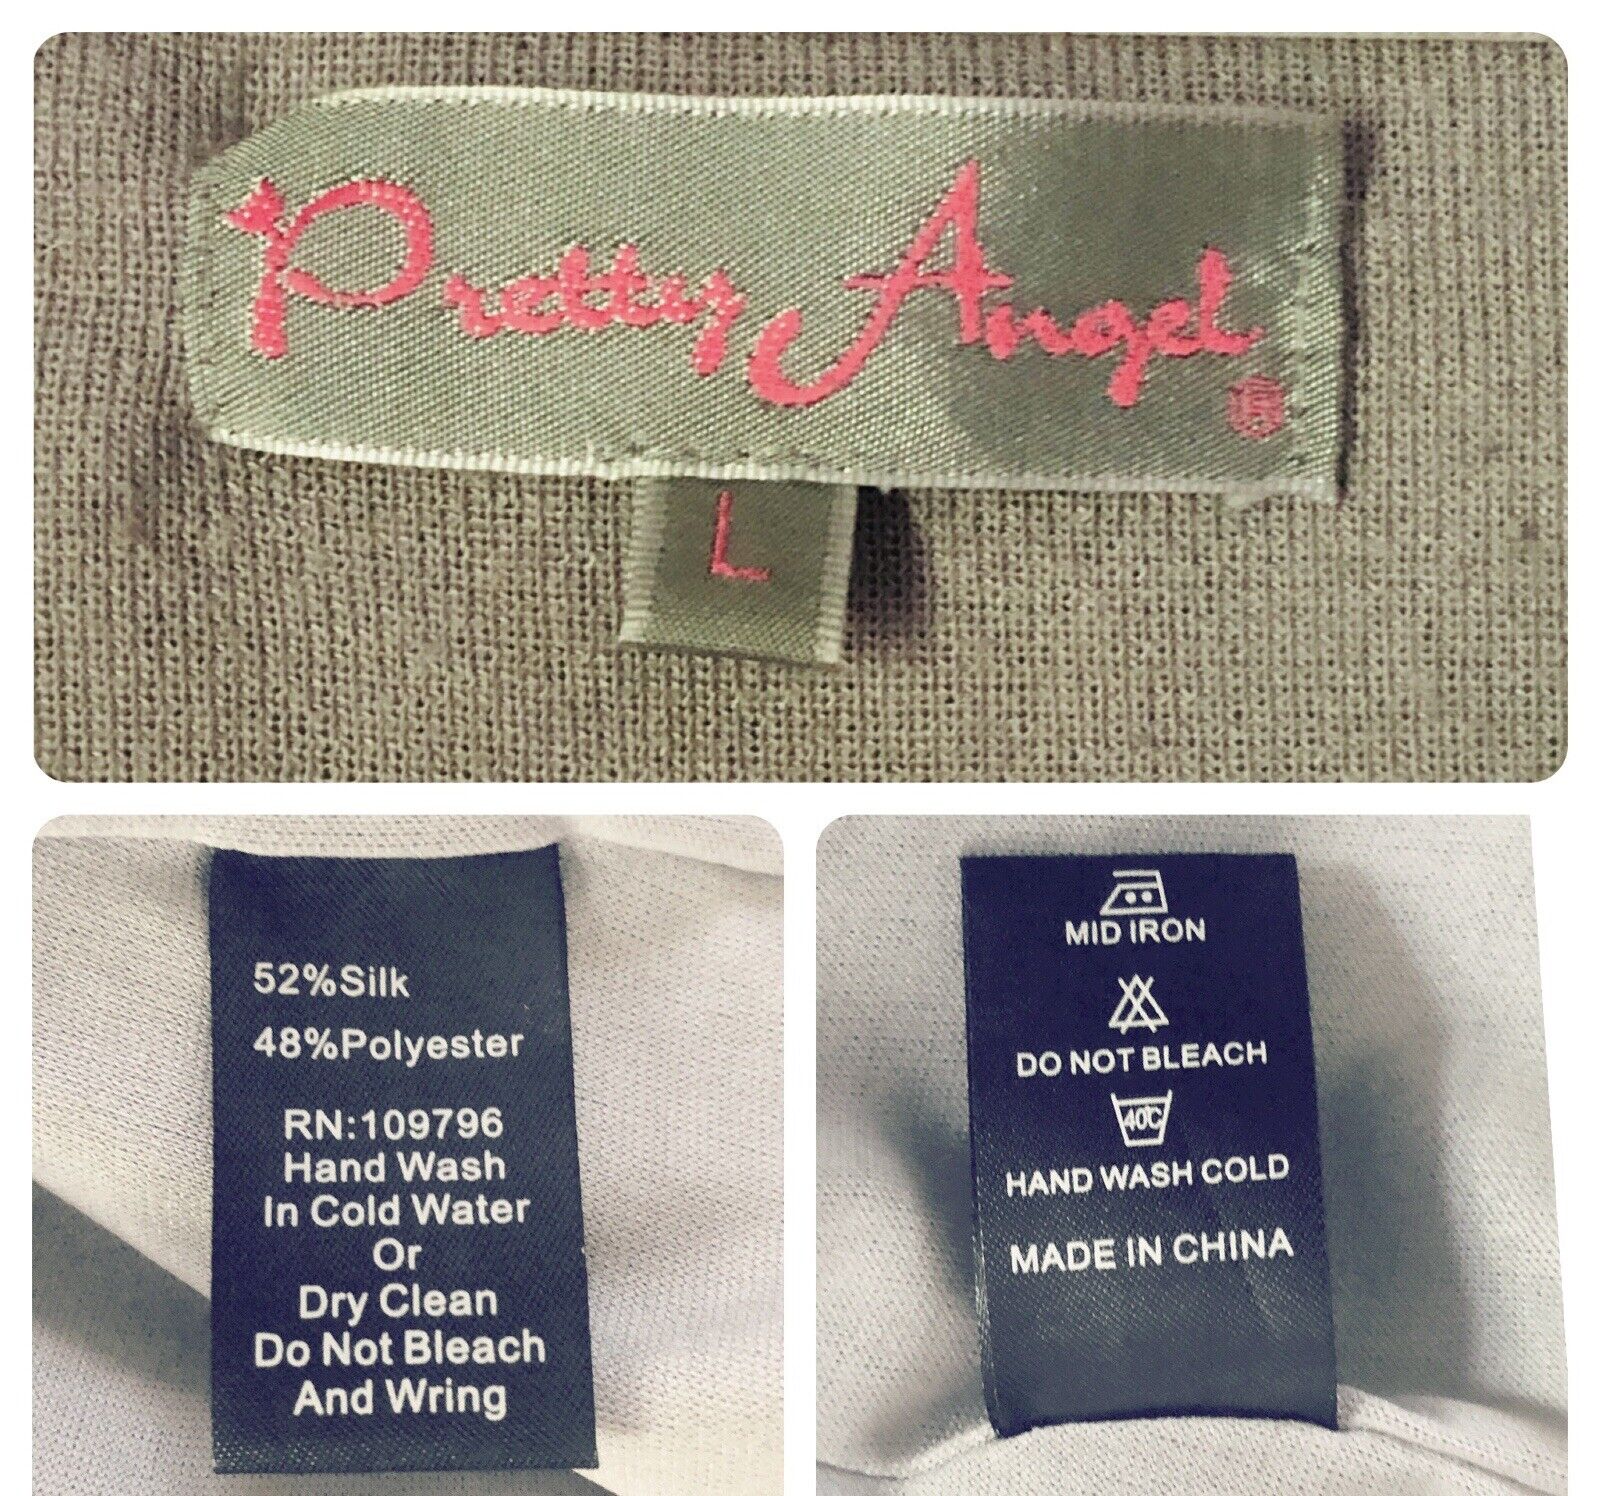 Pretty Angel ®
L
52%Silk
48%Polyester
RN:109796
Hand Wash
In Cold Water
Or
Dry Clean
Do Not Bleach
And Wring
MID IRON
DO NOT BLEACH
40C
HAND WASH COLD
MADE IN CHINA